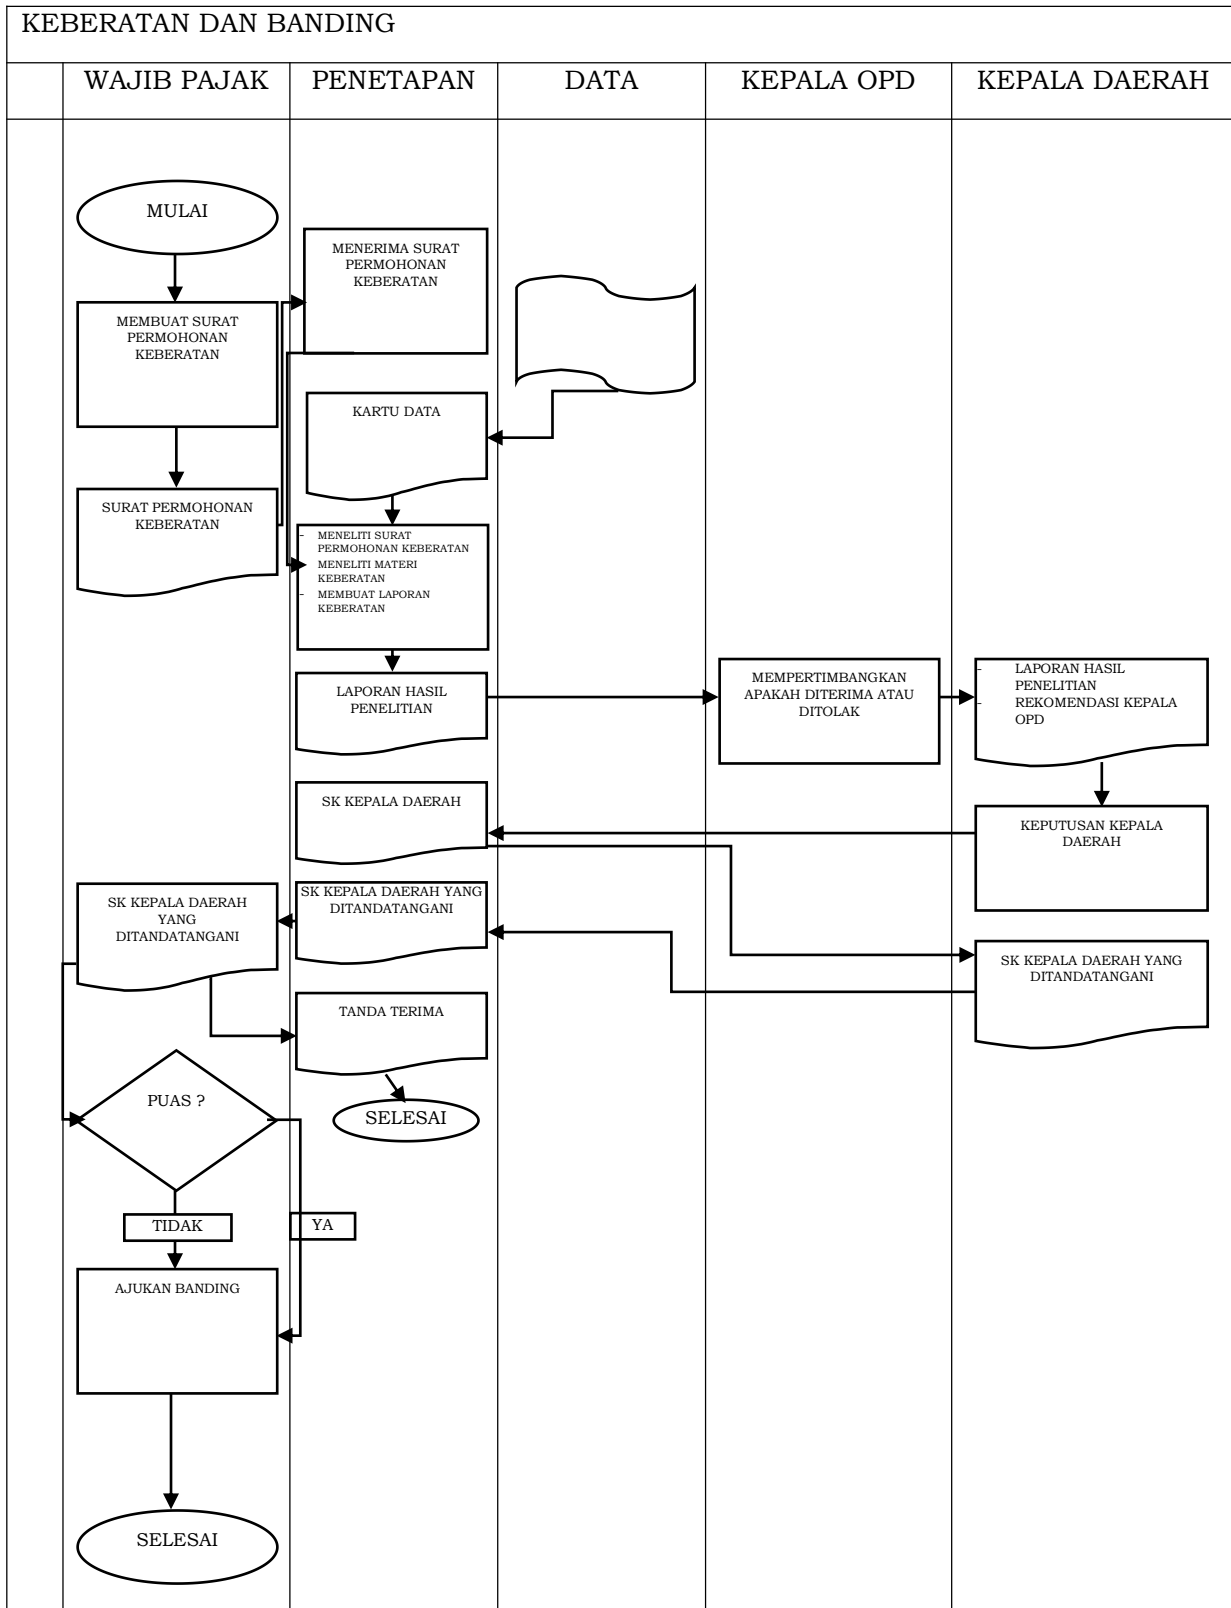 KEBERATAN DAN BANDING
WAJIB PAJAK
PENETAPAN
DATA
KEPALA OPD
KEPALA DAERAH
MULAI
MENERIMA SURAT
PERMOHONAN
KEBERATAN
MEMBUAT SURAT
PERMOHONAN
KEBERATAN
KARTU DATA
SURAT PERMOHONAN
KEBERATAN
- MENELITI SURAT
PERMOHONAN KEBERATAN
MENELITI MATERI
KEBERATAN
- MEMBUAT LAPORAN
KEBERATAN
LAPORAN HASIL
PENELITIAN
MEMPERTIMBANGKAN
APAKAH DITERIMA ATAU
DITOLAK
- LAPORAN HASIL
PENELITIAN
- REKOMENDASI KEPALA
OPD
SK KEPALA DAERAH
KEPUTUSAN KEPALA
DAERAH
SK KEPALA DAERAH
YANG
DITANDATANGANI
SK KEPALA DAERAH YANG
DITANDATANGANI
SK KEPALA DAERAH YANG
DITANDATANGANI
TANDA TERIMA
PUAS ?
SELESAI
TIDAK
YA
AJUKAN BANDING
SELESAI